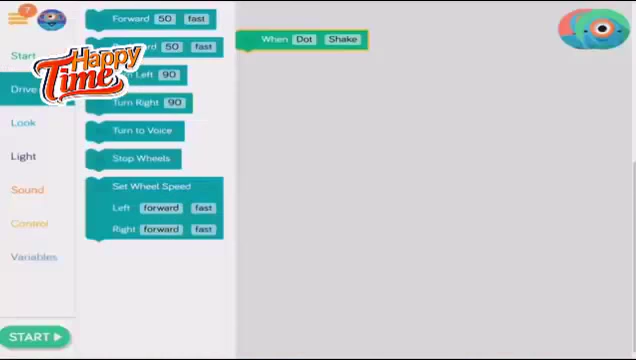 7
Forward 50 fast
50 fast
When Dot Shake
Start
Happy
Time
Left 90
Drive
Turn Right 90
Look
Turn to Voice
Light
Stop Wheels
Sound
Set Wheel Speed
Left forward fast
Control
Right forward fast
Variables
START